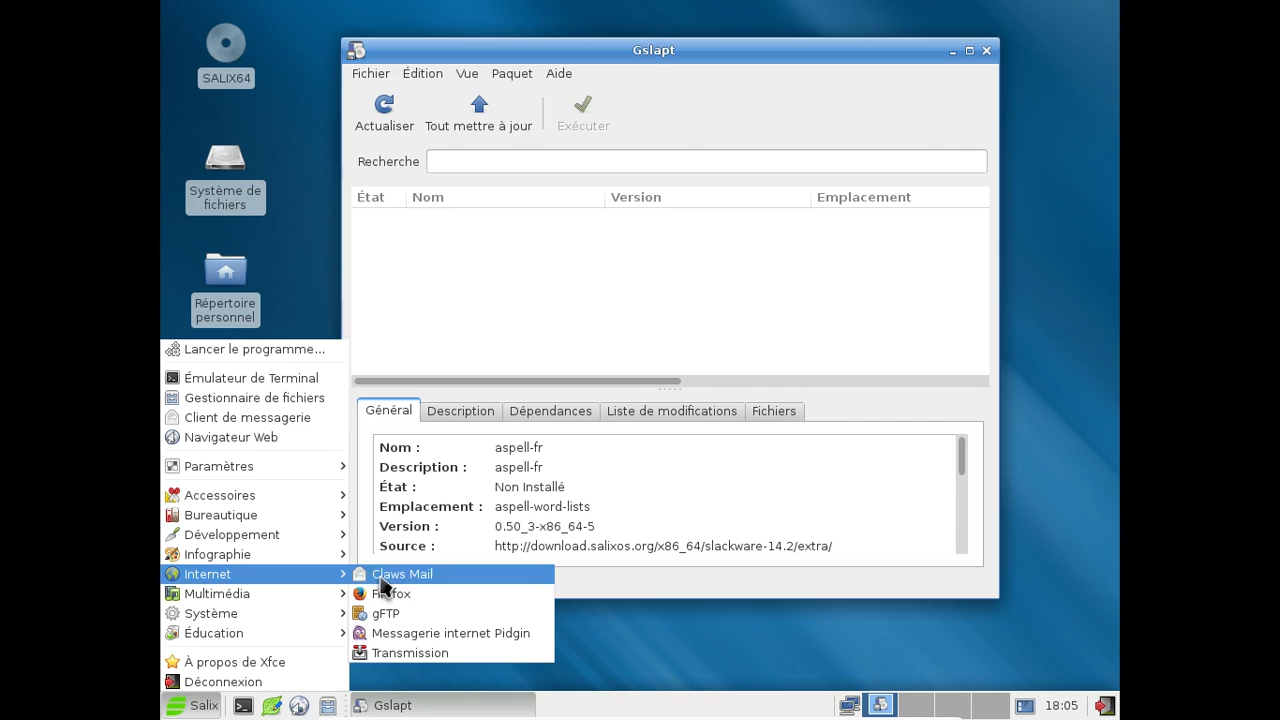 SALIX64
Système de
fichiers
Répertoire
personnel
Gslapt
Fichier Édition Vue Paquet Aide
Actualiser Tout mettre à jour Exécuter
Recherche
État Nom Version Emplacement
Général Description Dépendances Liste de modifications Fichiers
Nom : aspell-fr
Description : aspell-fr
État : Non Installé
Emplacement : aspell-word-lists
Version : 0.50_3-x86_64-5
Source : http://download.salixos.org/x86_64/slackware-14.2/extra/
Lancer le programme...
Émulateur de Terminal
Gestionnaire de fichiers
Client de messagerie
Navigateur Web
Paramètres
Accessoires
Bureautique
Développement
Infographie
Internet
Multimédia
Système
Éducation
À propos de Xfce
Déconnexion
Claws Mail
Firefox
gFTP
Messagerie internet Pidgin
Transmission
Salix Gslapt 18:05